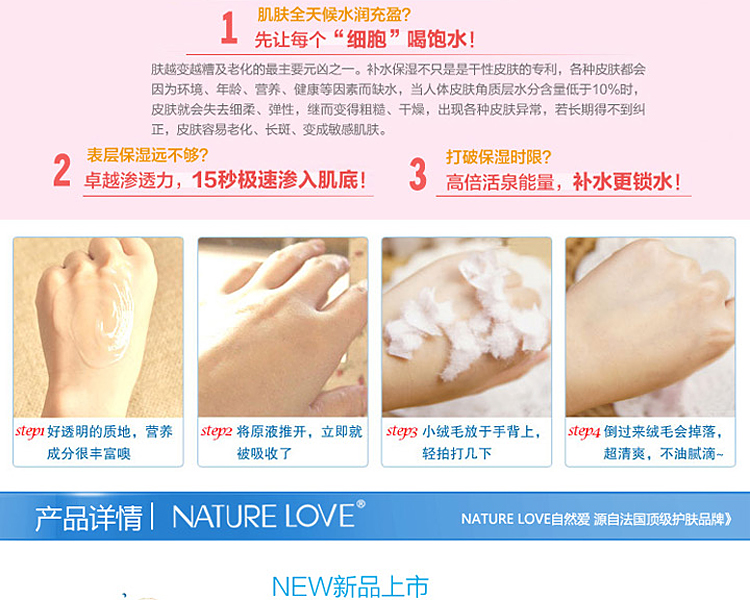 1 肌肤全天候水润充盈?
先让每个“细胞”喝饱水!
肤越变越糟及老化的最主要元凶之一。补水保湿不只是是干性皮肤的专利，各种皮肤都会
因为环境、年龄、营养、健康等因素而缺水，当人体皮肤角质层水分含量低于10%时，
皮肤就会失去细柔、弹性，继而变得粗糙、干燥，出现各种皮肤异常，若长期得不到纠
正，皮肤容易老化、长斑、变成敏感肌肤。
2 表层保湿远不够?
卓越渗透力，15秒极速渗入肌底!
3 打破保湿时限?
高倍活泉能量，补水更锁水!
step1 好透明的质地，营养
成分很丰富噢
step2 将原液推开，立即就
被吸收了
step3 小绒毛放于手背上，
轻拍打几下
step4 倒过来绒毛会掉落，
超清爽，不油腻滴~
产品详情 | NATURE LOVE®
NATURE LOVE自然爱 源自法国顶级护肤品牌》
NEW新品上市